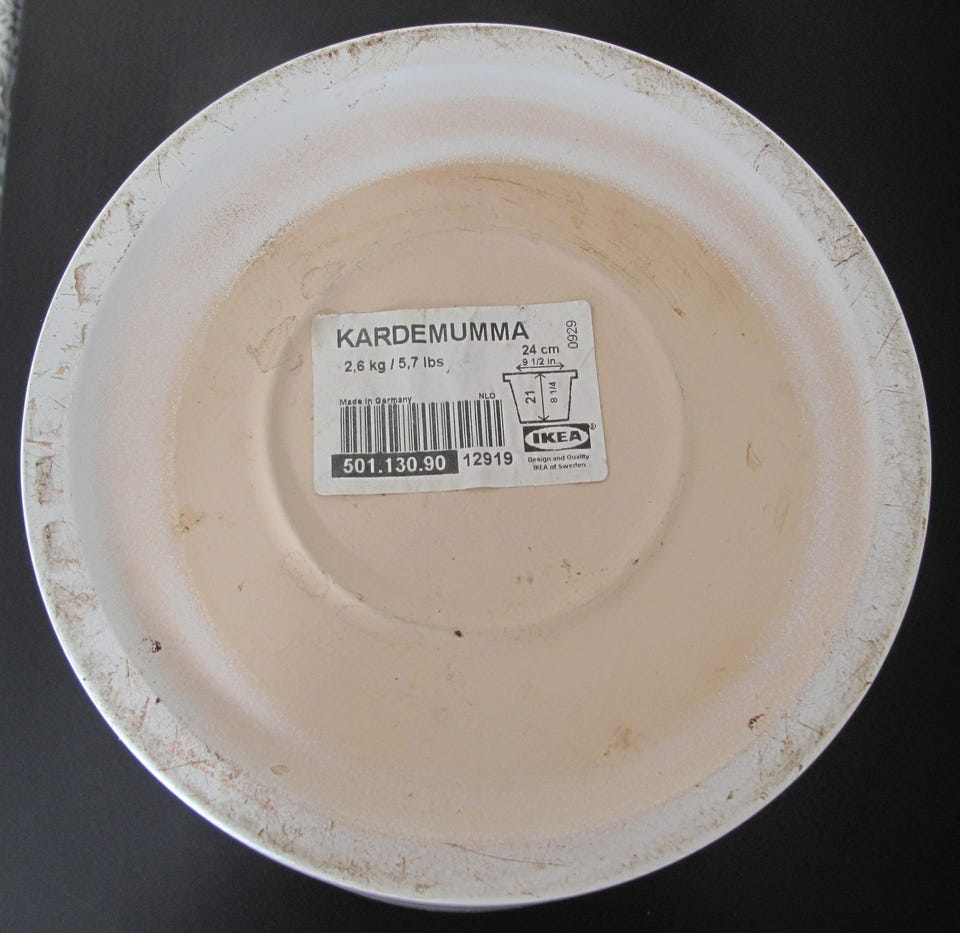 KARDEMUMMA
0929
2,6 kg / 5,7 lbs
24 cm
9 1/2 in.
21
8 1/4
Made in Germany
NLO
IKEA®
501.130.90
12919
Design and Quality
IKEA of Sweden